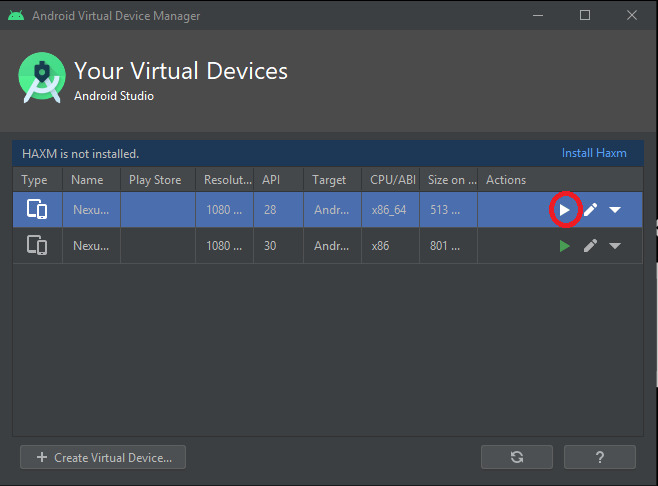 Android Virtual Device Manager
Your Virtual Devices
Android Studio
HAXM is not installed. Install Haxm
Type Name Play Store Resolut... API Target CPU/ABI Size on ... Actions
Nexu... 1080 ... 28 Andr... x86_64 513 ...
Nexu... 1080 ... 30 Andr... x86 801 ...
+ Create Virtual Device... ?